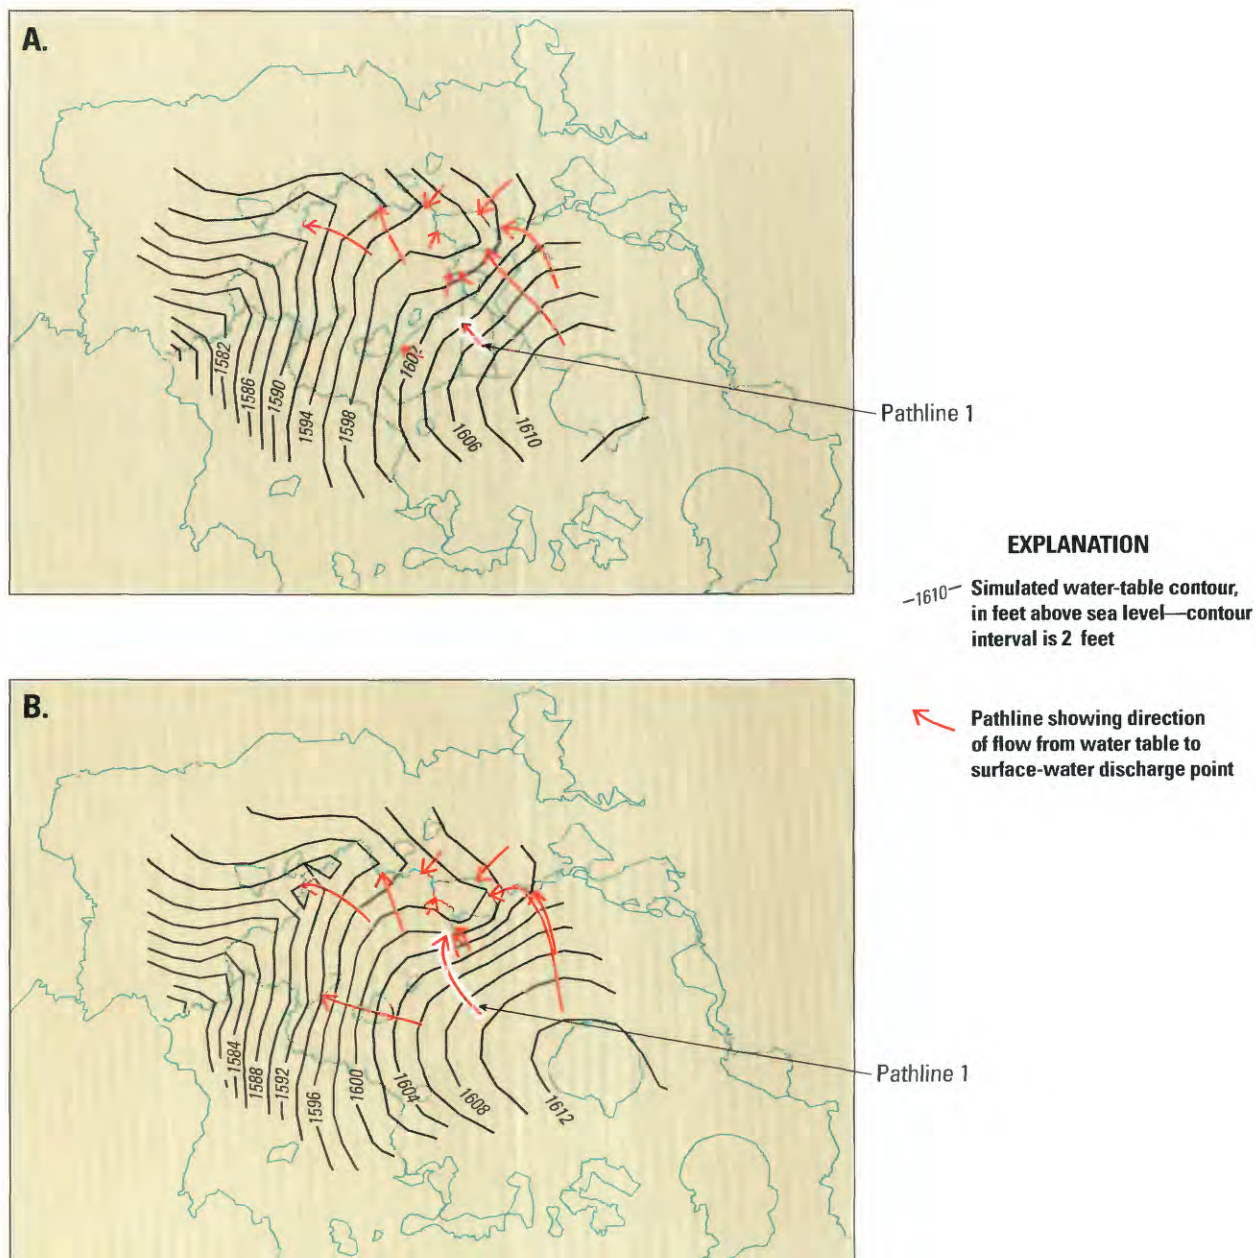 A.
1582
1586
1590
1594
1598
1602
1606
1610
Pathline 1
EXPLANATION
–1610– Simulated water-table contour,
in feet above sea level—contour
interval is 2 feet
Pathline showing direction
of flow from water table to
surface-water discharge point
B.
1584
1588
1592
1596
1600
1604
1608
1612
Pathline 1